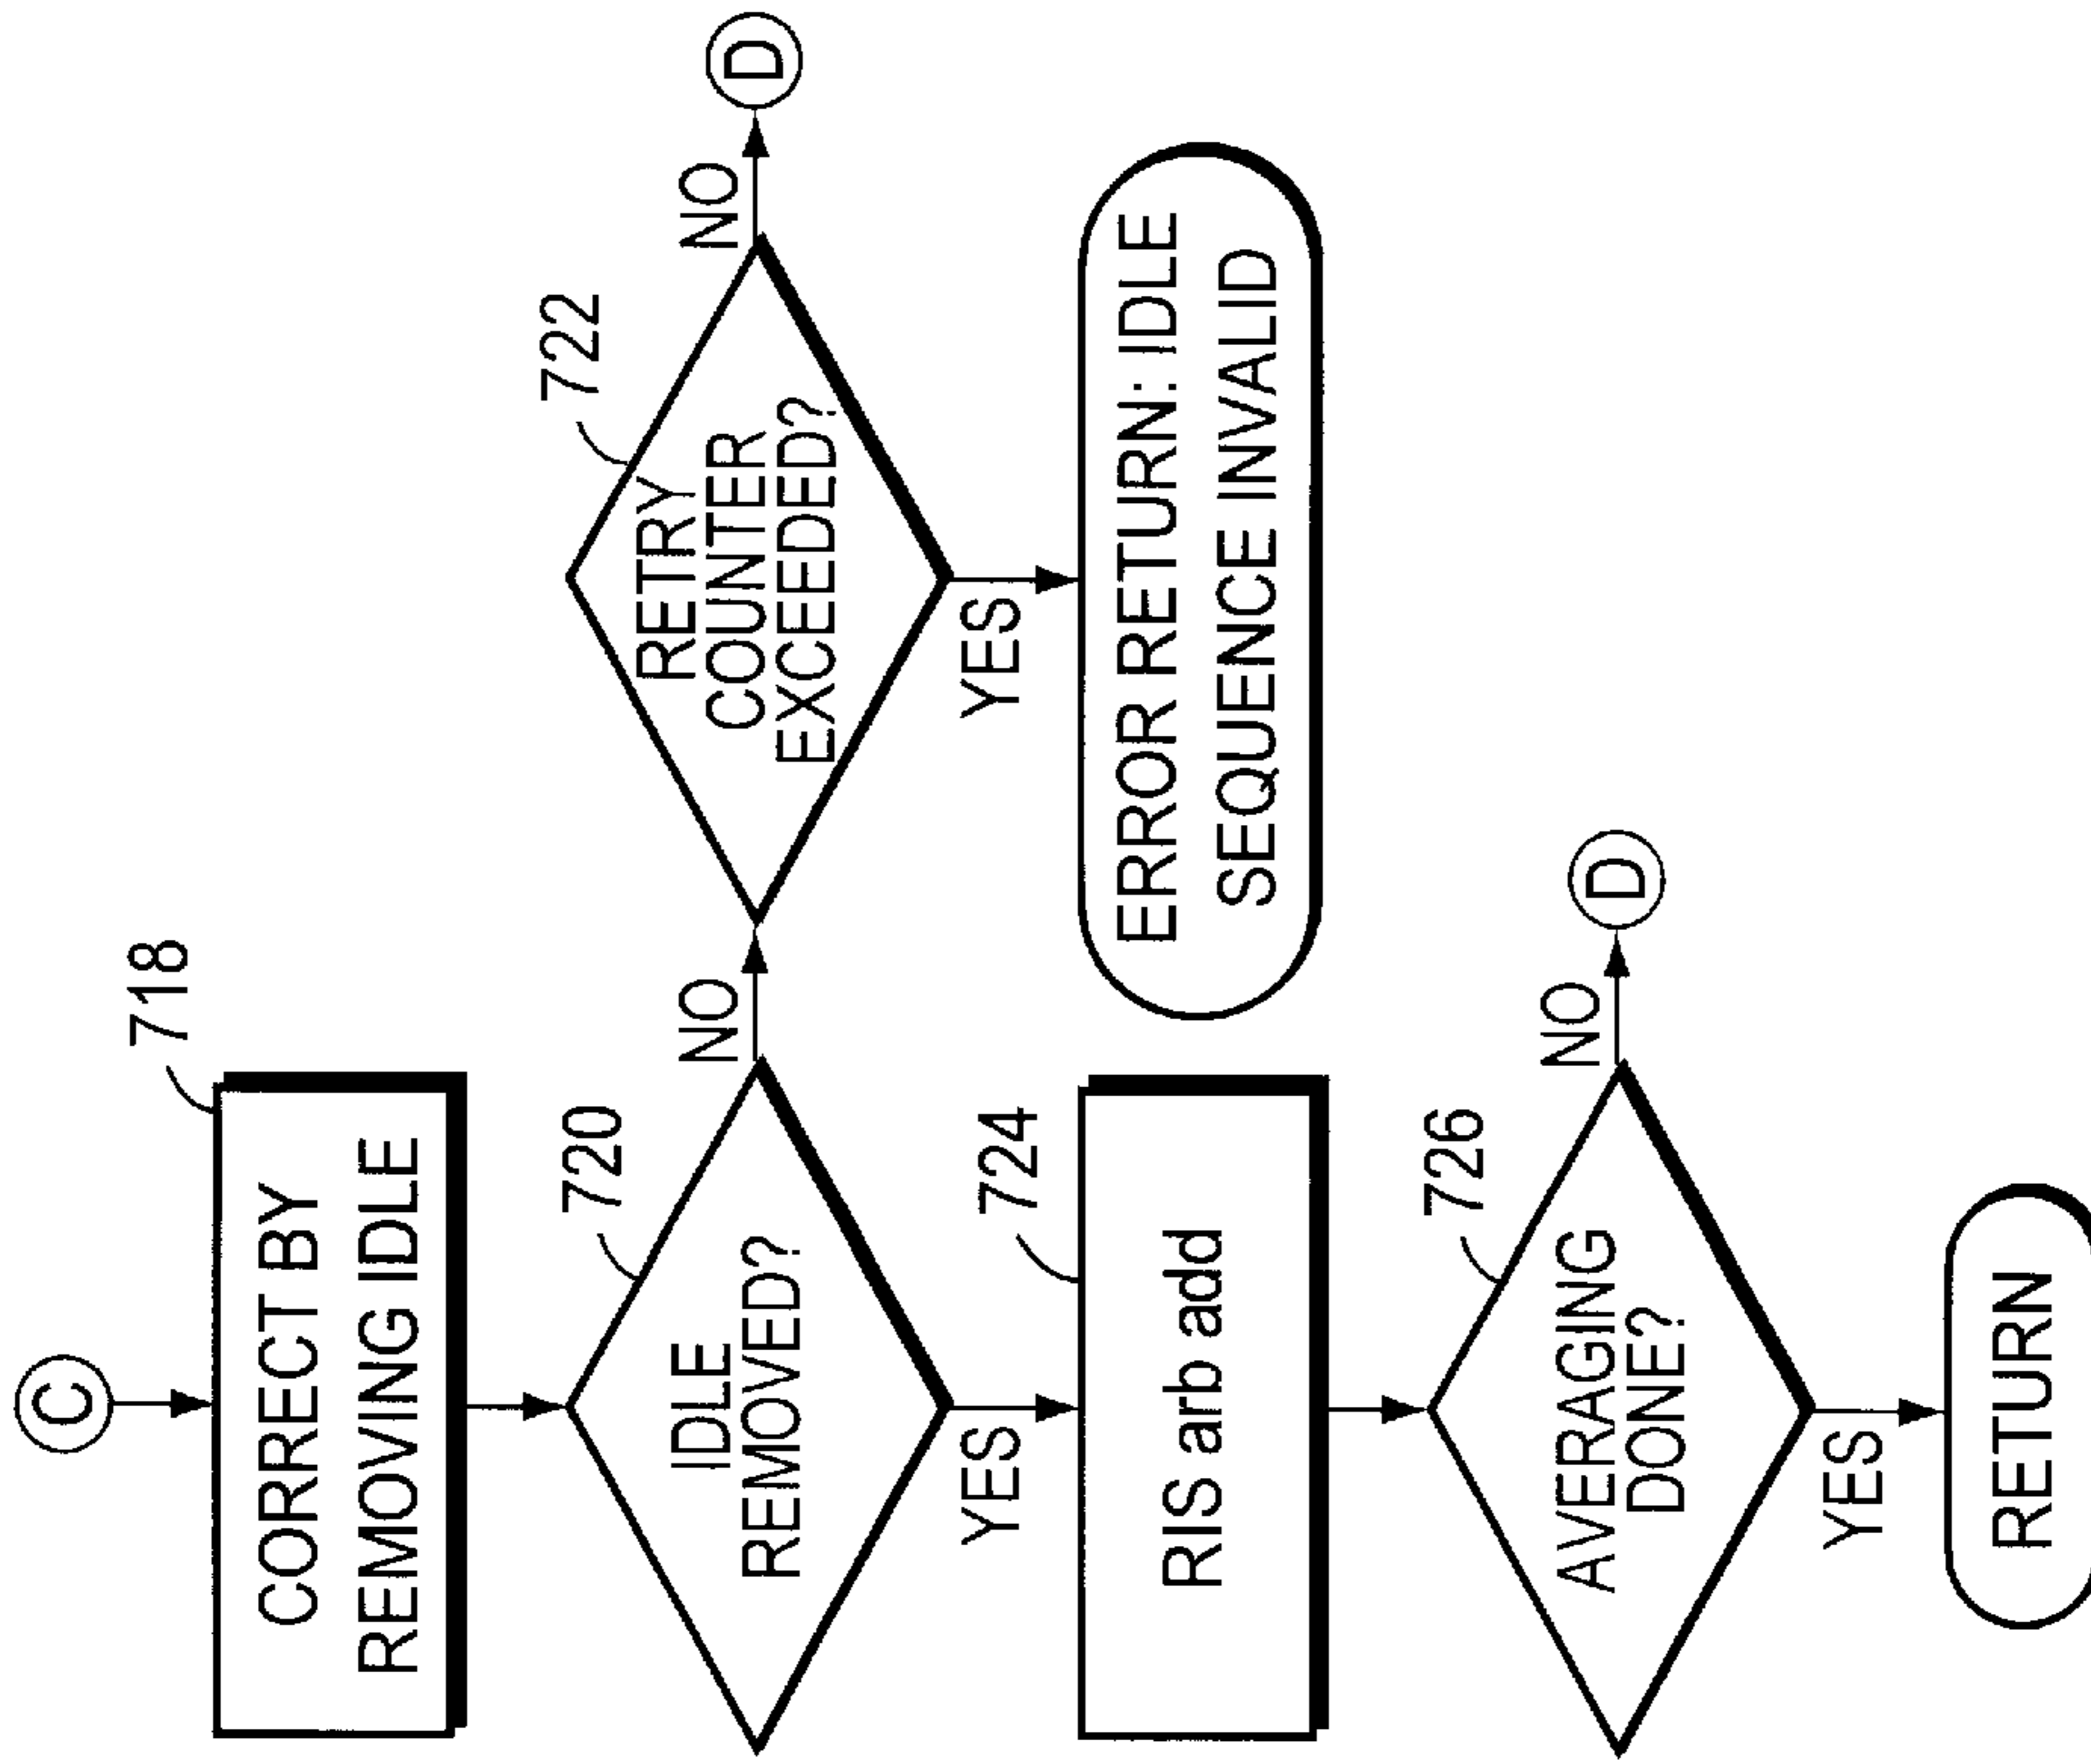 C
718
CORRECT BY
REMOVING IDLE
720
IDLE
REMOVED?
NO
722
RETRY
COUNTER
EXCEEDED?
NO
D
YES
ERROR RETURN: IDLE
SEQUENCE INVALID
YES
724
RIS arb add
726
AVERAGING
DONE?
NO
D
YES
RETURN